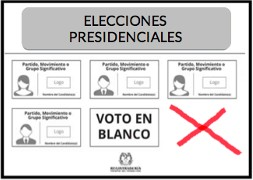 ELECCIONES
PRESIDENCIALES
Partido, Movimiento o
Grupo Significativo
Logo
Nombre del Candidato(a)
Partido, Movimiento o
Grupo Significativo
Logo
Nombre del Candidato(a)
Partido, Movimiento o
Grupo Significativo
Logo
Nombre del Candidato(a)
Partido, Movimiento o
Grupo Significativo
Logo
Nombre del Candidato(a)
VOTO EN
BLANCO
REGISTRADURÍA